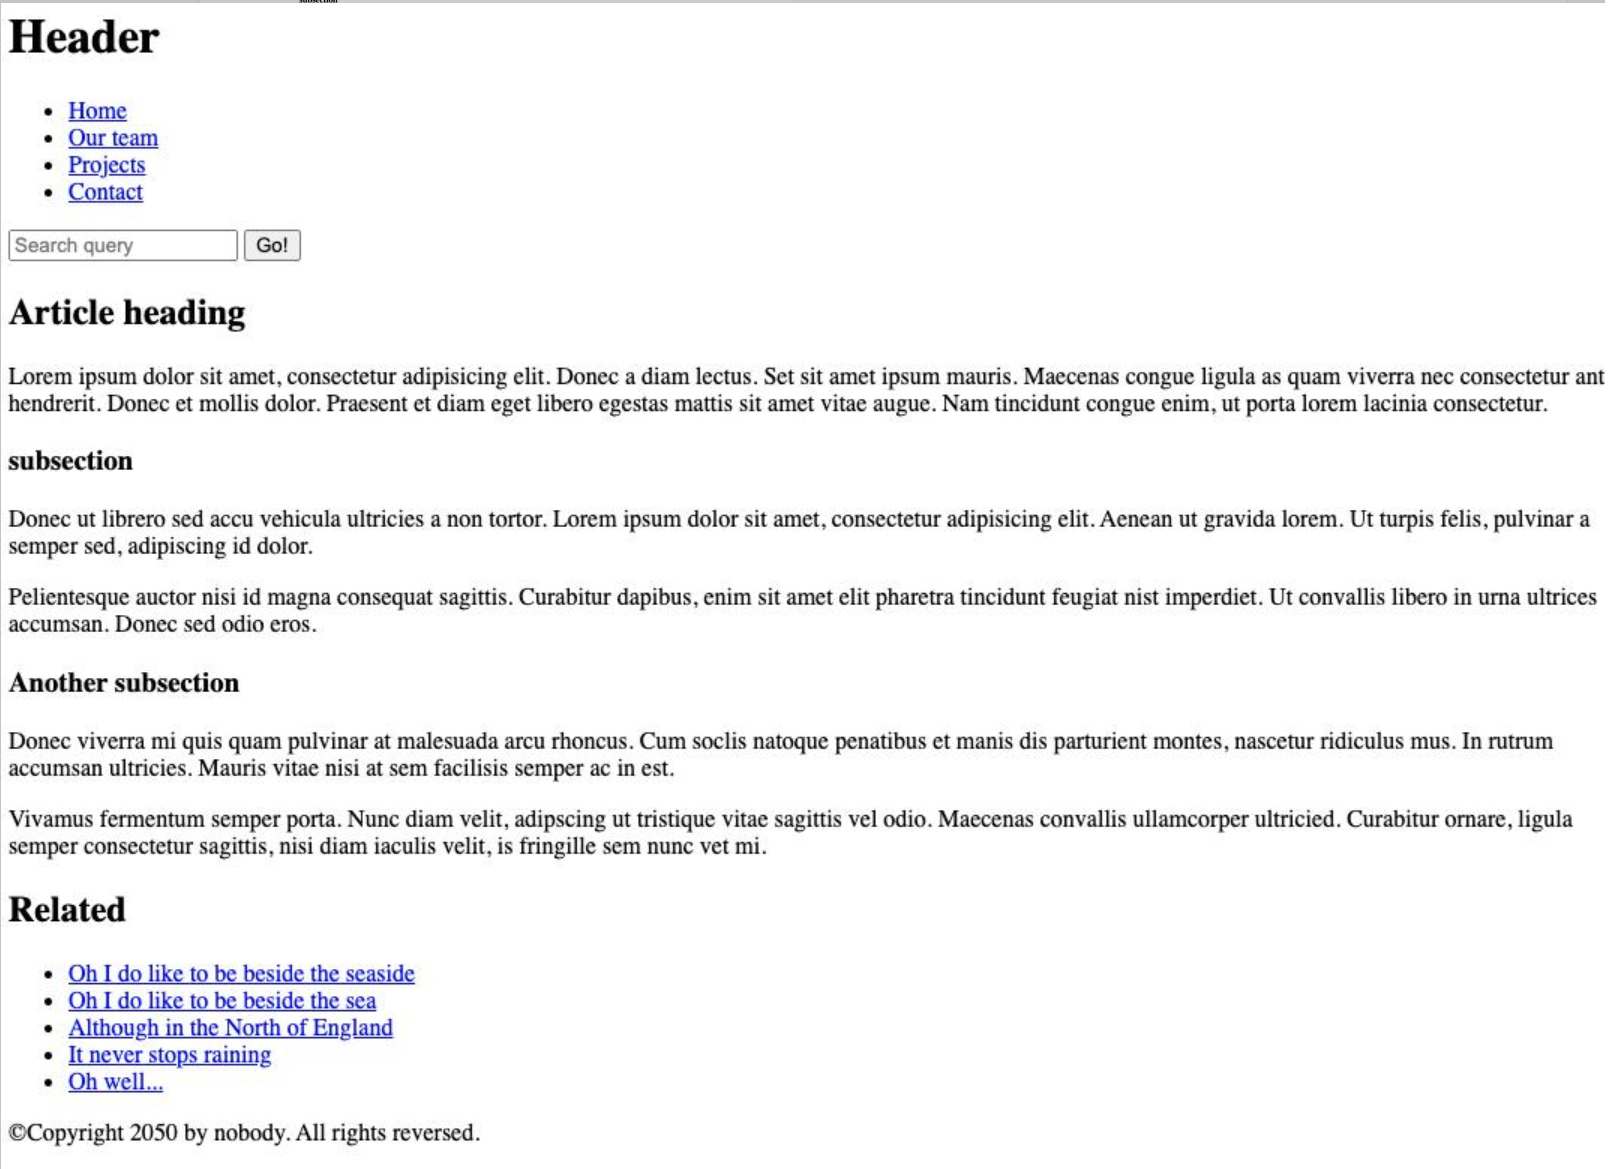 subsection
Header
Home
Our team
Projects
Contact
Search query Go!
Article heading
Lorem ipsum dolor sit amet, consectetur adipisicing elit. Donec a diam lectus. Set sit amet ipsum mauris. Maecenas congue ligula as quam viverra nec consectetur ant
hendrerit. Donec et mollis dolor. Praesent et diam eget libero egestas mattis sit amet vitae augue. Nam tincidunt congue enim, ut porta lorem lacinia consectetur.
subsection
Donec ut librero sed accu vehicula ultricies a non tortor. Lorem ipsum dolor sit amet, consectetur adipisicing elit. Aenean ut gravida lorem. Ut turpis felis, pulvinar a
semper sed, adipiscing id dolor.
Pelientesque auctor nisi id magna consequat sagittis. Curabitur dapibus, enim sit amet elit pharetra tincidunt feugiat nist imperdiet. Ut convallis libero in urna ultrices
accumsan. Donec sed odio eros.
Another subsection
Donec viverra mi quis quam pulvinar at malesuada arcu rhoncus. Cum soclis natoque penatibus et manis dis parturient montes, nascetur ridiculus mus. In rutrum
accumsan ultricies. Mauris vitae nisi at sem facilisis semper ac in est.
Vivamus fermentum semper porta. Nunc diam velit, adipscing ut tristique vitae sagittis vel odio. Maecenas convallis ullamcorper ultricied. Curabitur ornare, ligula
semper consectetur sagittis, nisi diam iaculis velit, is fringille sem nunc vet mi.
Related
Oh I do like to be beside the seaside
Oh I do like to be beside the sea
Although in the North of England
It never stops raining
Oh well...
©Copyright 2050 by nobody. All rights reversed.